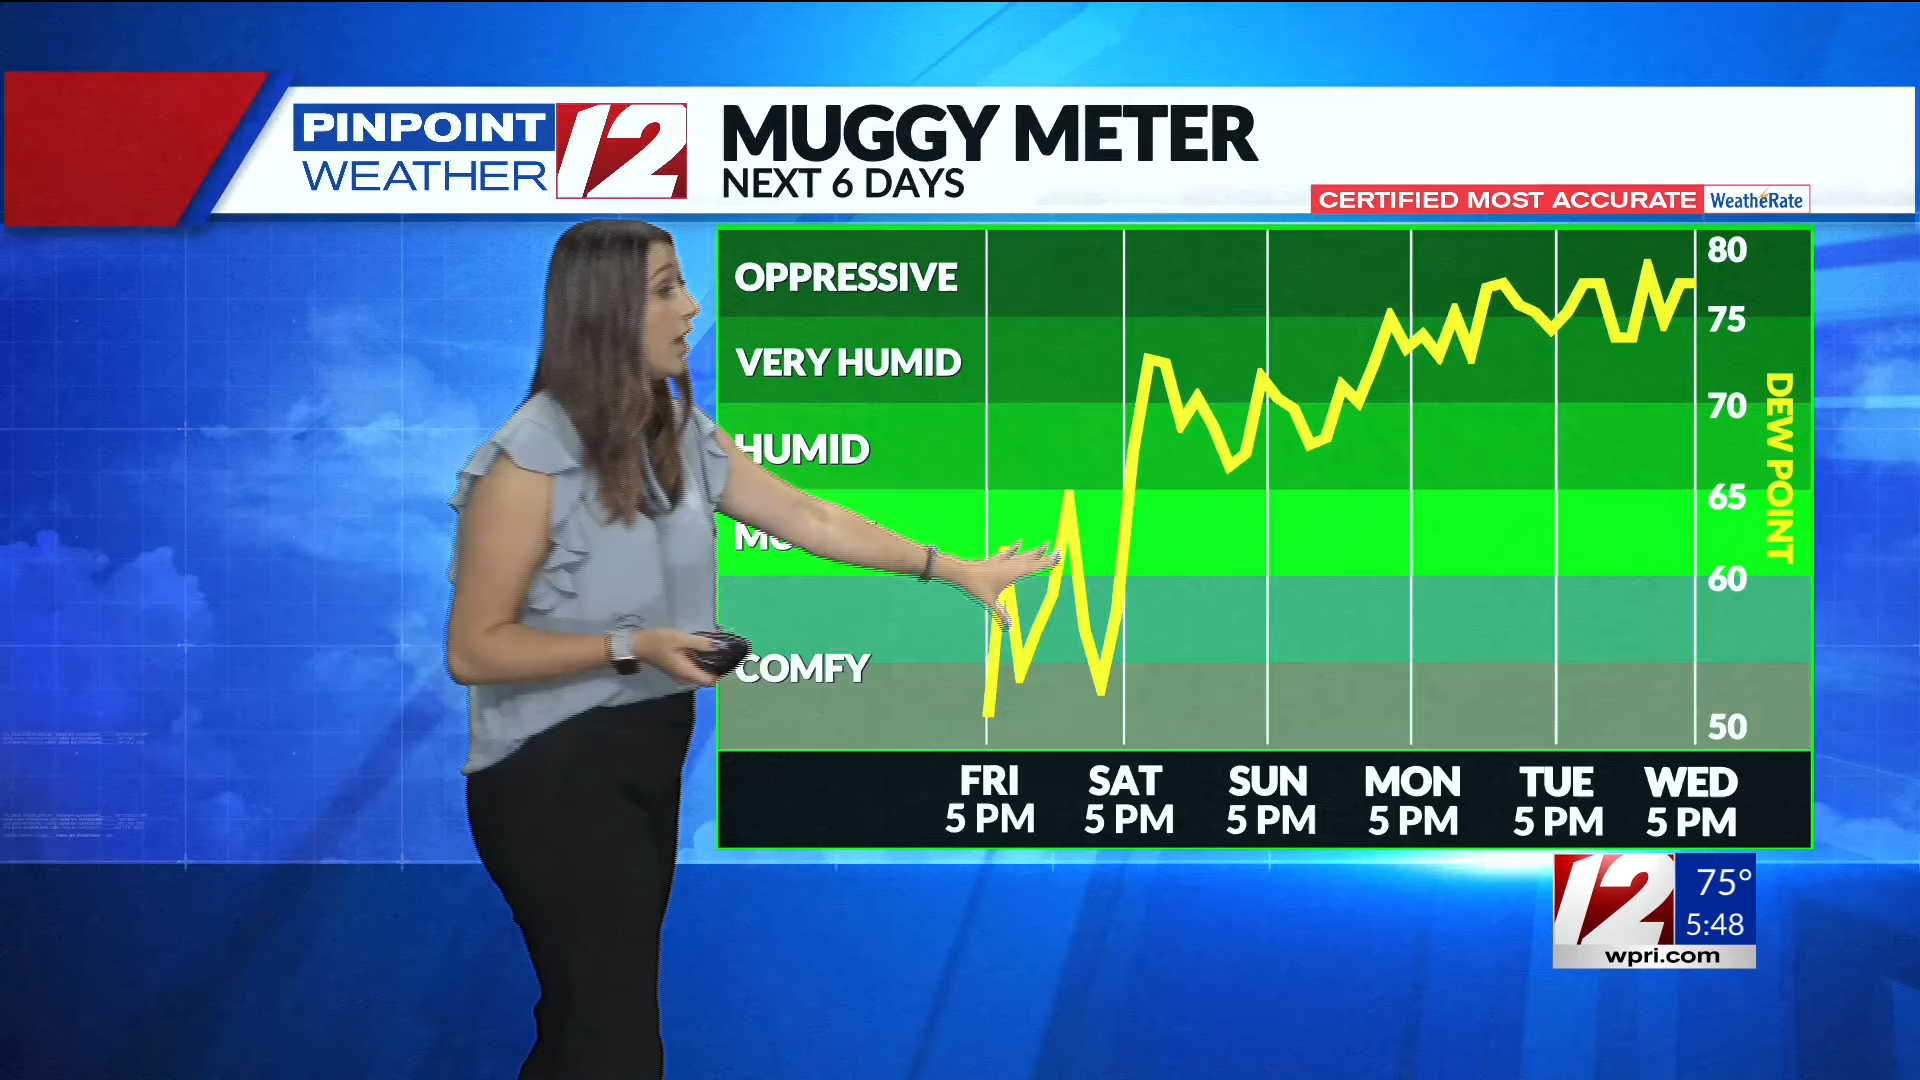 PINPOINT
WEATHER
12
MUGGY METER
NEXT 6 DAYS
CERTIFIED MOST ACCURATE WeatheRate
OPPRESSIVE
VERY HUMID
HUMID
COMFY
80
75
70
65
60
50
DEW POINT
FRI SAT SUN MON TUE WED
5 PM 5 PM 5 PM 5 PM 5 PM 5 PM
12
75°
5:48
wpri.com